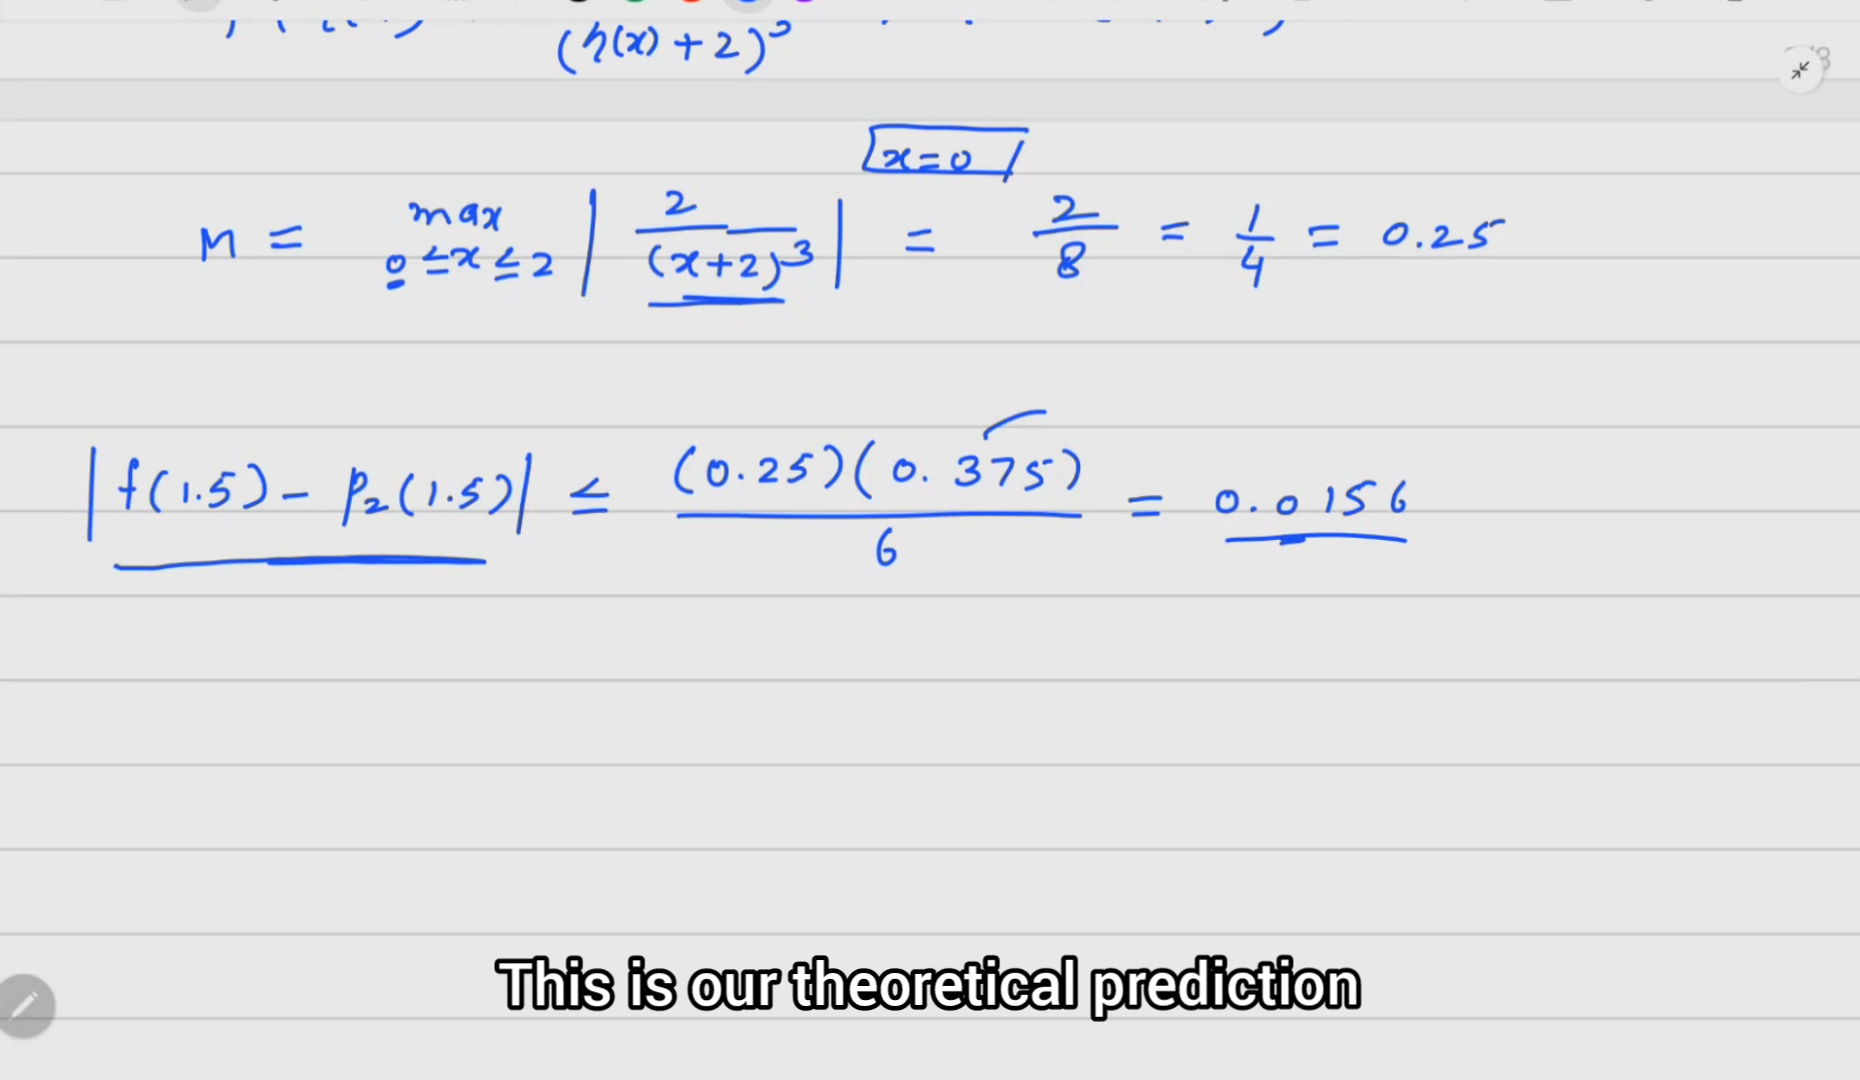 (η(x) + 2)³
x = 0
M = max 0 ≤ x ≤ 2 | 2 / (x+2)³ | = 2/8 = 1/4 = 0.25
|f(1.5) - p₂(1.5)| ≤ (0.25)(0.375) / 6 = 0.0156
This is our theoretical prediction